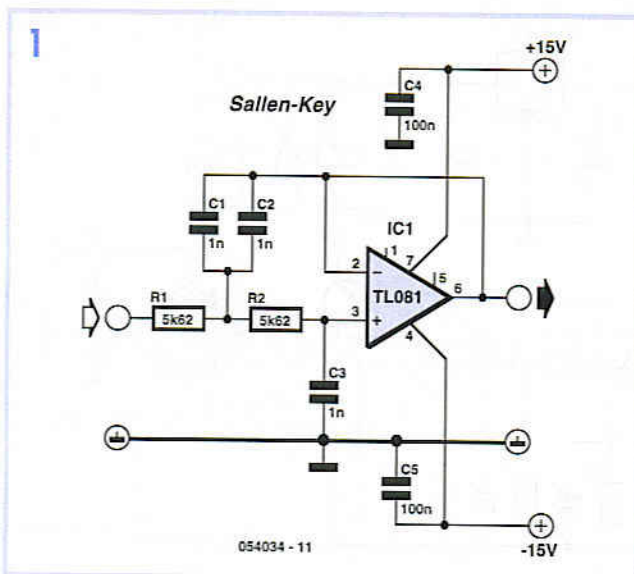 1
+15V
C4
Sallen-Key
100n
C1
C2
IC1
1n
1n
1
7
2
5
R1
R2
TL081
6
5k62
5k62
3
4
C3
1n
C5
100n
054034 - 11
-15V